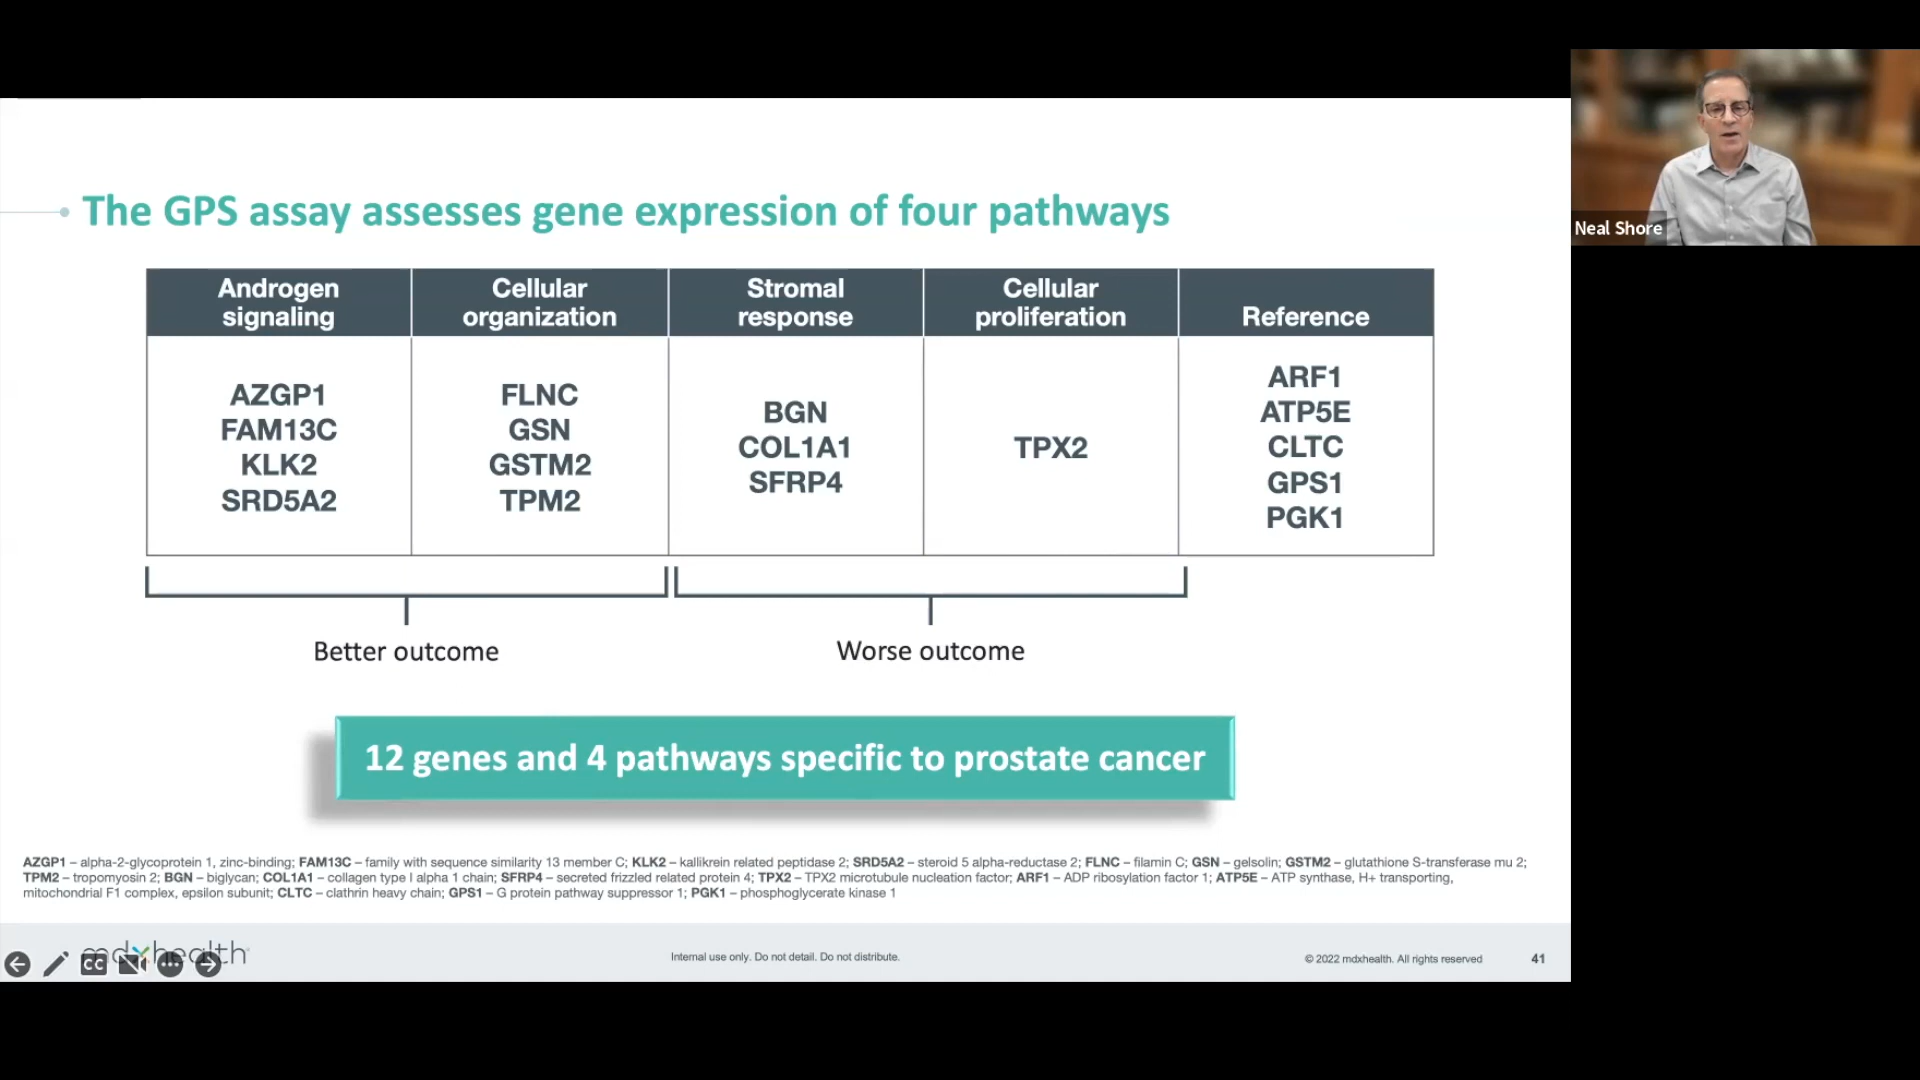 Neal Shore
The GPS assay assesses gene expression of four pathways
Androgen
signaling
Cellular
organization
Stromal
response
Cellular
proliferation
Reference
AZGP1
FAM13C
KLK2
SRD5A2
FLNC
GSN
GSTM2
TPM2
BGN
COL1A1
SFRP4
TPX2
ARF1
ATP5E
CLTC
GPS1
PGK1
Better outcome
Worse outcome
12 genes and 4 pathways specific to prostate cancer
AZGP1 – alpha-2-glycoprotein 1, zinc-binding; FAM13C – family with sequence similarity 13 member C; KLK2 – kallikrein related peptidase 2; SRD5A2 – steroid 5 alpha-reductase 2; FLNC – filamin C; GSN – gelsolin; GSTM2 – glutathione S-transferase mu 2;
TPM2 – tropomyosin 2; BGN – biglycan; COL1A1 – collagen type I alpha 1 chain; SFRP4 – secreted frizzled related protein 4; TPX2 – TPX2 microtubule nucleation factor; ARF1 – ADP ribosylation factor 1; ATP5E – ATP synthase, H+ transporting,
mitochondrial F1 complex, epsilon subunit; CLTC – clathrin heavy chain; GPS1 – G protein pathway suppressor 1; PGK1 – phosphoglycerate kinase 1
mdxhealth
CC
Internal use only. Do not detail. Do not distribute.
© 2022 mdxhealth. All rights reserved
41